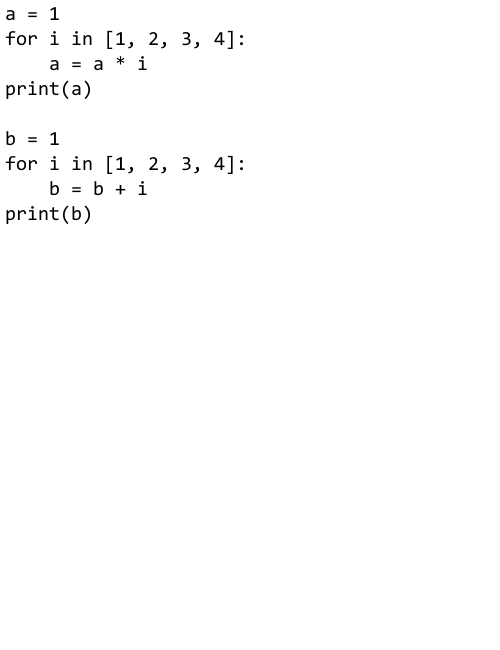 a = 1
for i in [1, 2, 3, 4]:
    a = a * i
print(a)

b = 1
for i in [1, 2, 3, 4]:
    b = b + i
print(b)